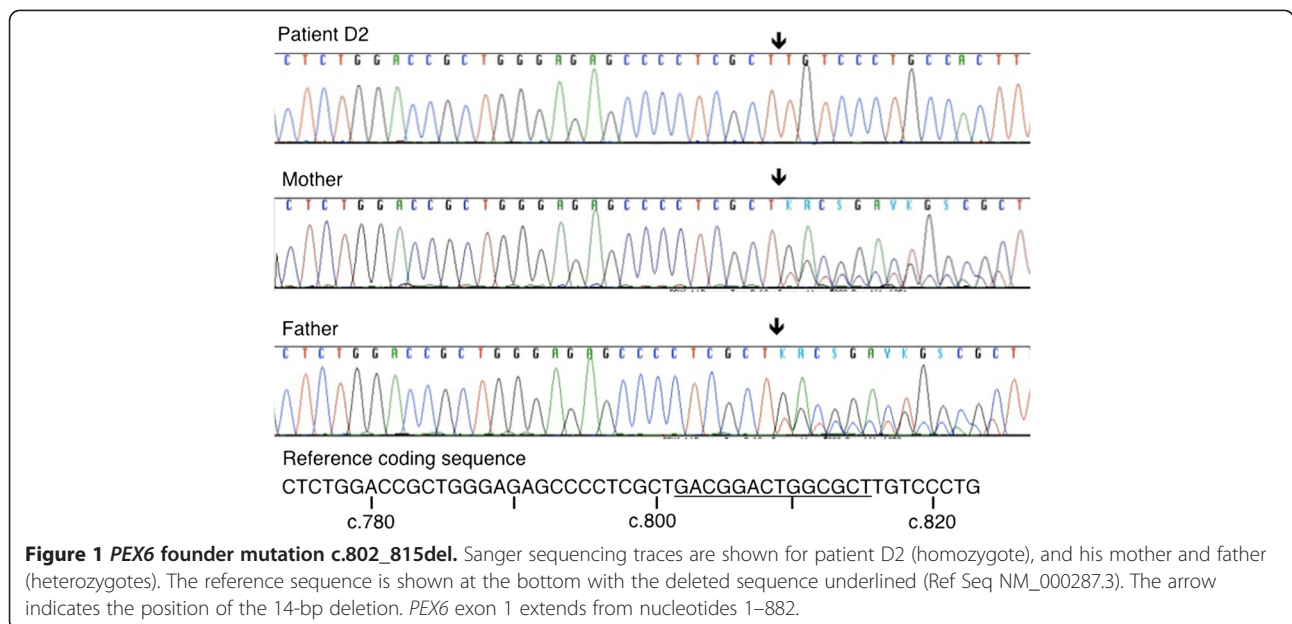 Patient D2
C T C T G G A C C G C T G G G A G A G C C C C T C G C T T G T C C C T G C C A C T T
Mother
C T C T G G A C C G C T G G G A G A G C C C C T C G C T K R C S G A Y K G S C G C T
Father
C T C T G G A C C G C T G G G A G A G C C C C T C G C T K R C S G A Y K G S C G C T
Reference coding sequence
CTCTGGACCGCTGGGAGAGCCCCTCGCTGACGGACTGGCGCTTGTCCCTG
c.780 c.800 c.820
Figure 1 PEX6 founder mutation c.802_815del. Sanger sequencing traces are shown for patient D2 (homozygote), and his mother and father
(heterozygotes). The reference sequence is shown at the bottom with the deleted sequence underlined (Ref Seq NM_000287.3). The arrow
indicates the position of the 14-bp deletion. PEX6 exon 1 extends from nucleotides 1–882.